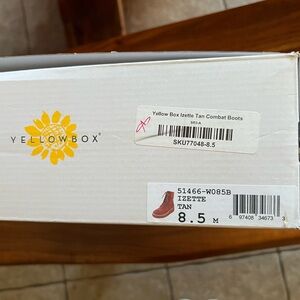 YELLOWBOX
Yellow Box Izette Tan Combat Boots
SKU77048-8.5
51466-W085B
IZETTE
TAN
8.5 M
6 97408 34673 3